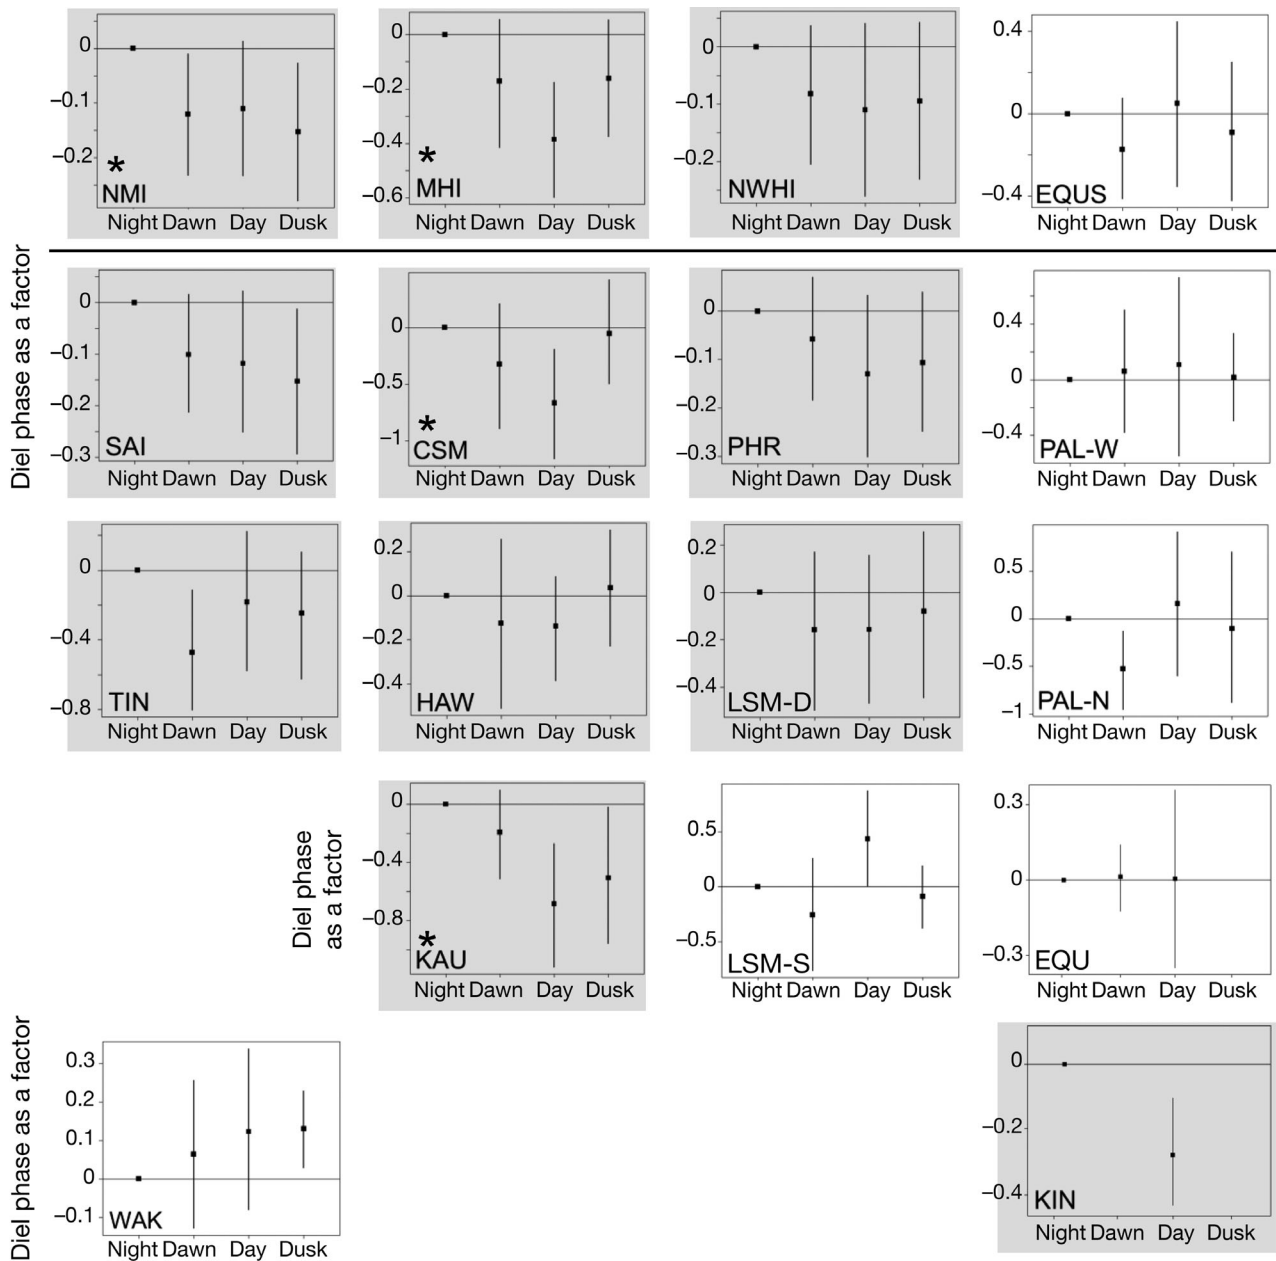 0
−0.1
−0.2
*
NMI
Night Dawn Day Dusk
0
−0.2
−0.4
−0.6
*
MHI
Night Dawn Day Dusk
0
−0.1
−0.2
NWHI
Night Dawn Day Dusk
0.4
0
−0.4
EQUS
Night Dawn Day Dusk
Diel phase as a factor
0
−0.1
−0.2
−0.3
SAI
Night Dawn Day Dusk
0
−0.5
−1
*
CSM
Night Dawn Day Dusk
0
−0.1
−0.2
−0.3
PHR
Night Dawn Day Dusk
0.4
0
−0.4
PAL-W
Night Dawn Day Dusk
0
−0.4
−0.8
TIN
Night Dawn Day Dusk
0.2
0
−0.2
−0.4
HAW
Night Dawn Day Dusk
0.2
0
−0.2
−0.4
LSM-D
Night Dawn Day Dusk
0.5
0
−0.5
−1
PAL-N
Night Dawn Day Dusk
Diel phase
as a factor
0
−0.4
−0.8
*
KAU
Night Dawn Day Dusk
0.5
0
−0.5
LSM-S
Night Dawn Day Dusk
0.3
0
−0.3
EQU
Night Dawn Day Dusk
Diel phase as a factor
0.3
0.2
0.1
0
−0.1
WAK
Night Dawn Day Dusk
0
−0.2
−0.4
KIN
Night Dawn Day Dusk